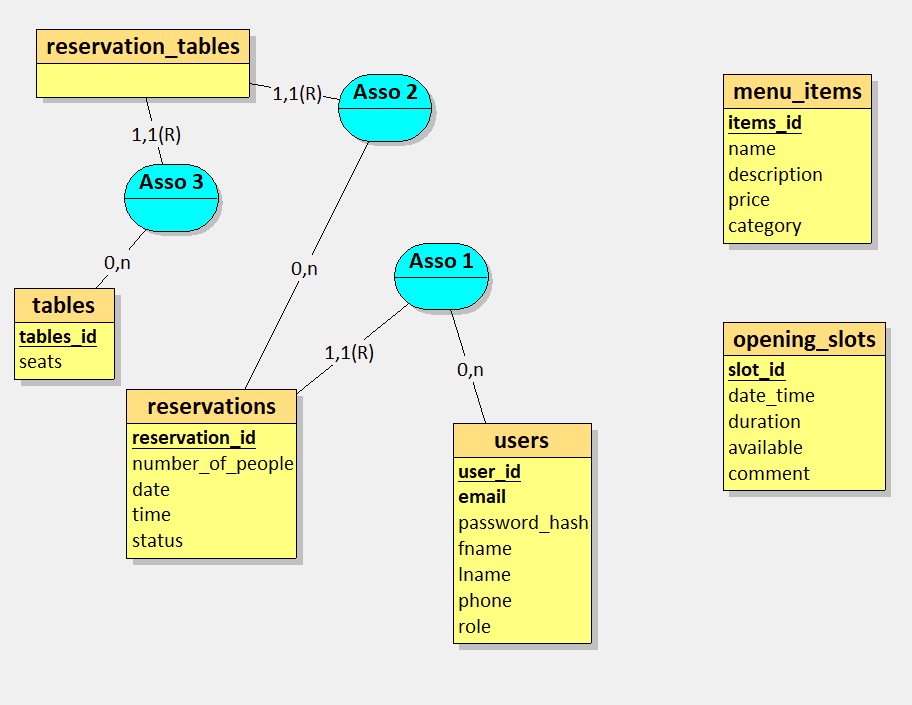 reservation_tables
1,1(R)
Asso 2
1,1(R)
Asso 3
0,n
0,n
tables
tables_id
seats
Asso 1
1,1(R)
0,n
reservations
reservation_id
number_of_people
date
time
status
users
user_id
email
password_hash
fname
lname
phone
role
menu_items
items_id
name
description
price
category
opening_slots
slot_id
date_time
duration
available
comment